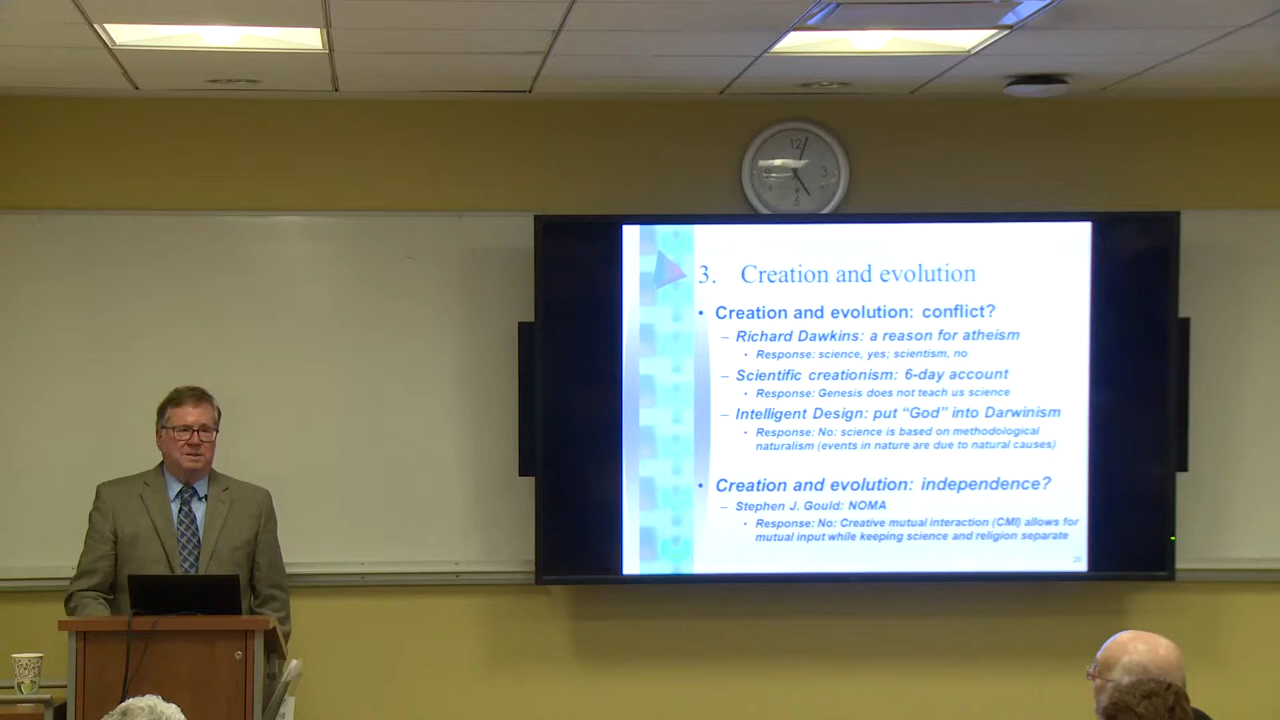 12
3
6
3. Creation and evolution
• Creation and evolution: conflict?
– Richard Dawkins: a reason for atheism
• Response: science, yes; scientism, no
– Scientific creationism: 6-day account
• Response: Genesis does not teach us science
– Intelligent Design: put “God” into Darwinism
• Response: No: science is based on methodological
naturalism (events in nature are due to natural causes)
• Creation and evolution: independence?
– Stephen J. Gould: NOMA
• Response: No: Creative mutual interaction (CMI) allows for
mutual input while keeping science and religion separate